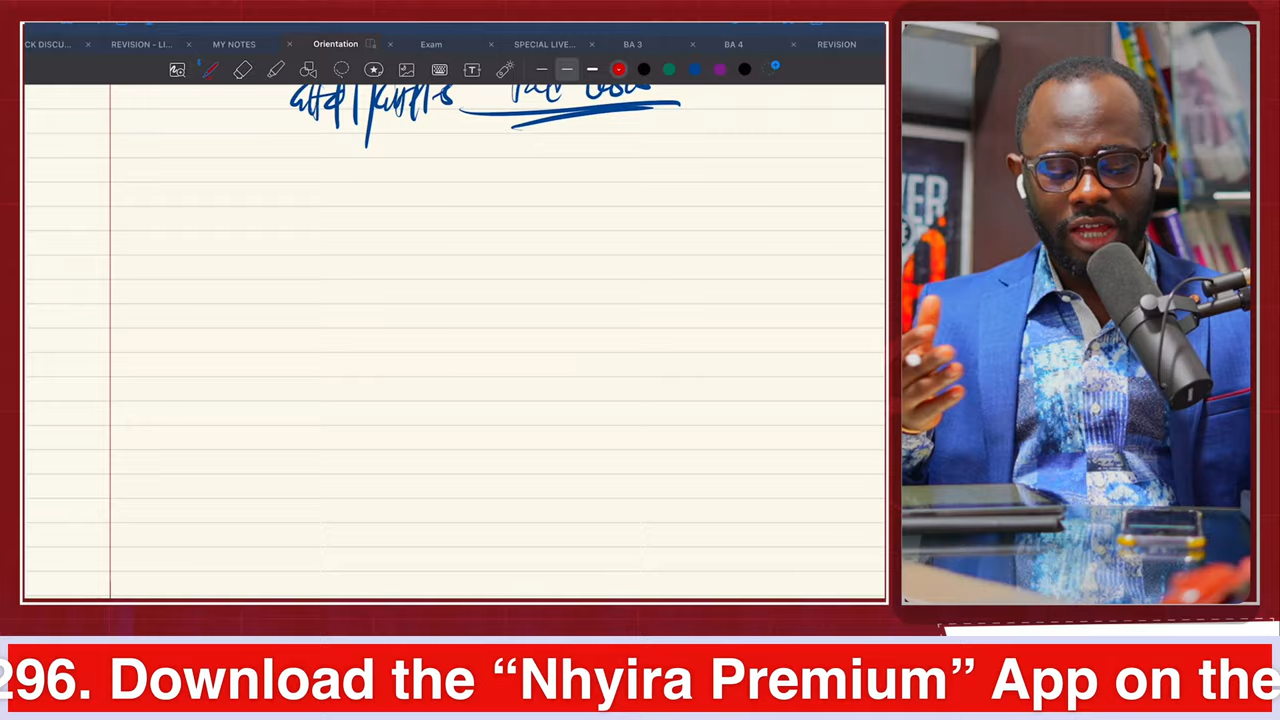 CK DISCU...
REVISION - LI...
MY NOTES
Orientation
Exam
SPECIAL LIVE...
BA 3
BA 4
REVISION
296. Download the “Nhyira Premium” App on the